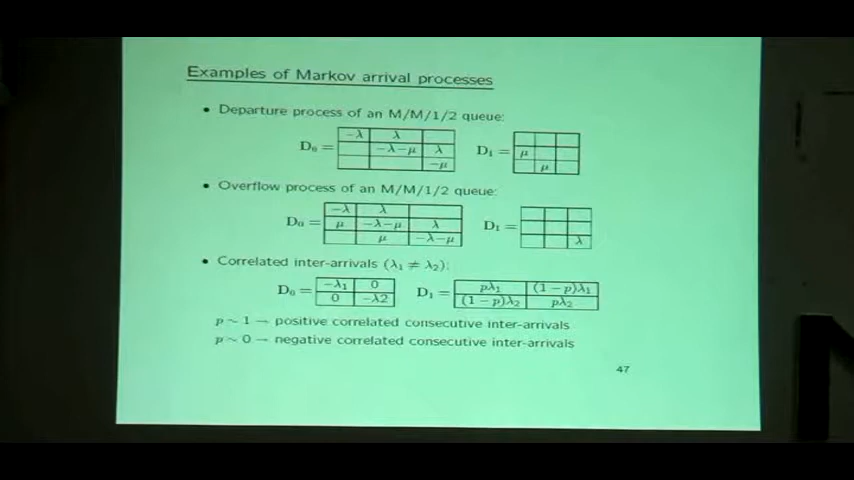 Examples of Markov arrival processes
• Departure process of an M/M/1/2 queue:
D₀ = −λ λ
−λ−μ λ
−μ
D₁ =
μ
μ
• Overflow process of an M/M/1/2 queue:
D₀ = −λ λ
μ −λ−μ λ
μ −λ−μ
D₁ =
λ
• Correlated inter-arrivals (λ₁ ≠ λ₂):
D₀ = −λ₁ 0
0 −λ2
D₁ = pλ₁ (1−p)λ₁
(1−p)λ₂ pλ₂
p ∼ 1 → positive correlated consecutive inter-arrivals
p ∼ 0 → negative correlated consecutive inter-arrivals
47